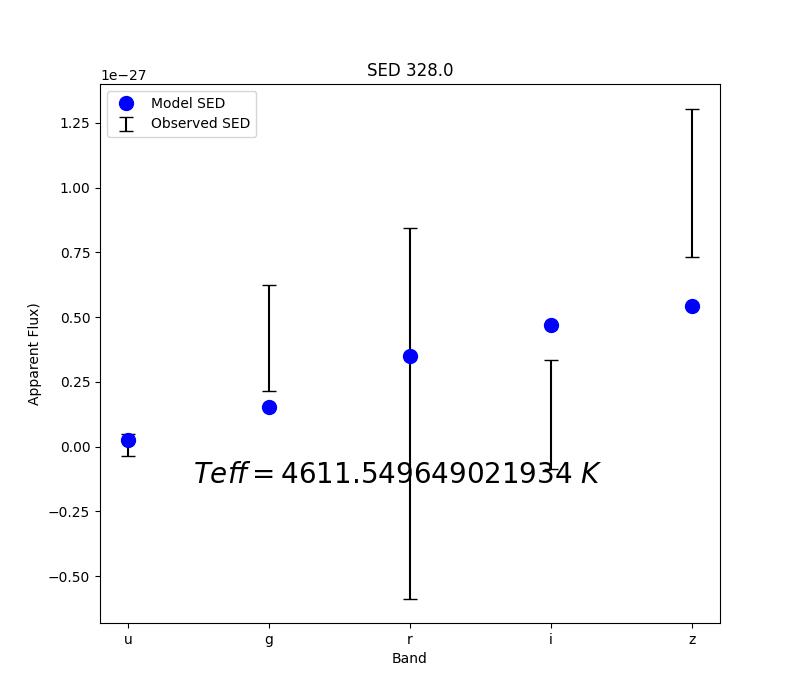 SED 328.0
1e−27
Model SED
Observed SED
1.25
1.00
0.75
0.50
0.25
0.00
−0.25
−0.50
Apparent Flux)
Teff = 4611.549649021934 K
u g r i z
Band